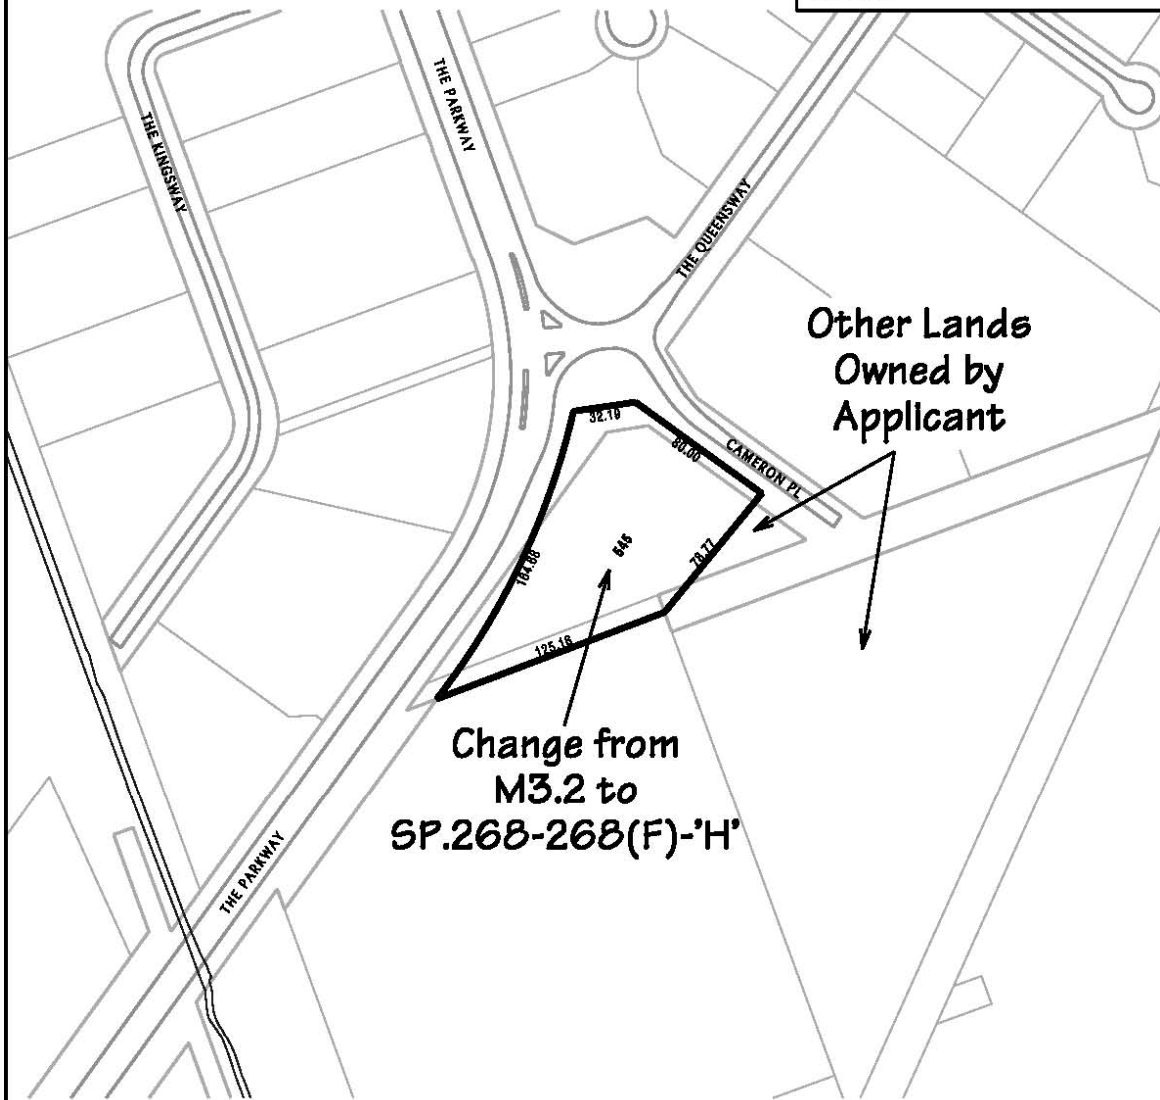 THE KINGSWAY
THE PARKWAY
THE QUEENSWAY
Other Lands
Owned by
Applicant
32.19
80.00
CAMERON PL
545
78.77
164.88
125.16
Change from
M3.2 to
SP.268-268(F)-'H'
THE PARKWAY